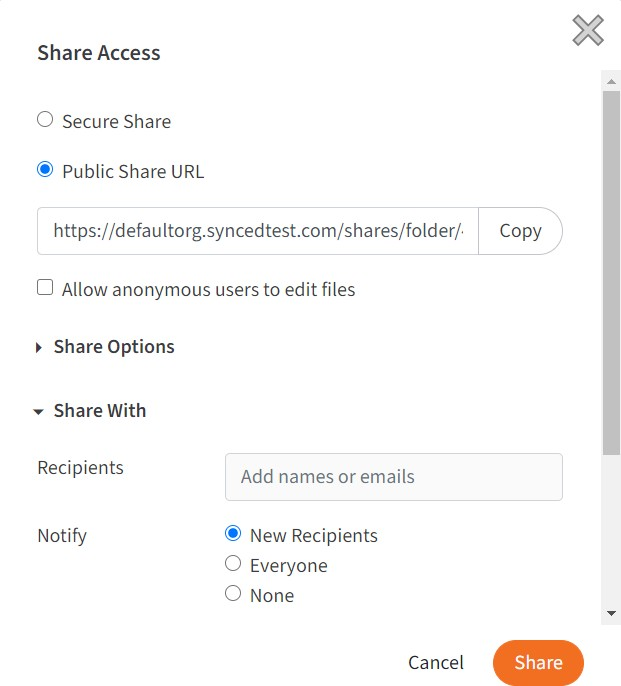 Share Access
Secure Share
Public Share URL
https://defaultorg.syncedtest.com/shares/folder/
Copy
Allow anonymous users to edit files
Share Options
Share With
Recipients
Add names or emails
Notify
New Recipients
Everyone
None
Cancel
Share